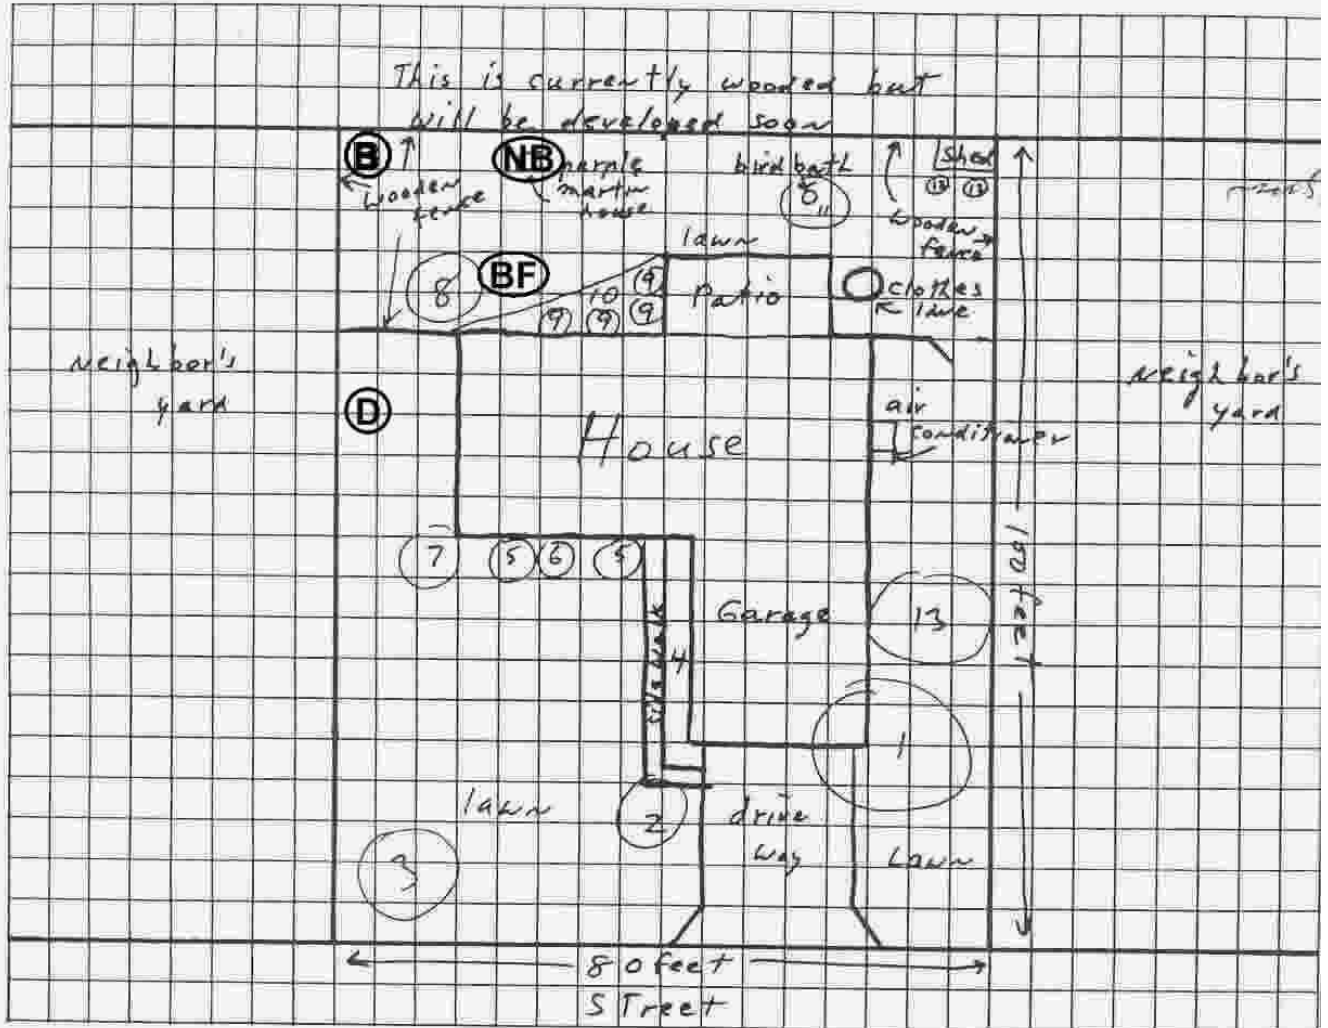 This is currently wooded but
will be developed soon
B
NB
purple
martin
house
wooden
fence
bird bath
8
11
Shed
13 13
wooden
fence
lawn
8
BF
10
9
9
9
9
Patio
clothes
line
Neighbor's
yard
Neighbor's
yard
D
House
air
conditioner
7
5
6
5
sidewalk
4
Garage
13
100 feet
1
lawn
2
drive
way
Lawn
3
80 feet
STreet